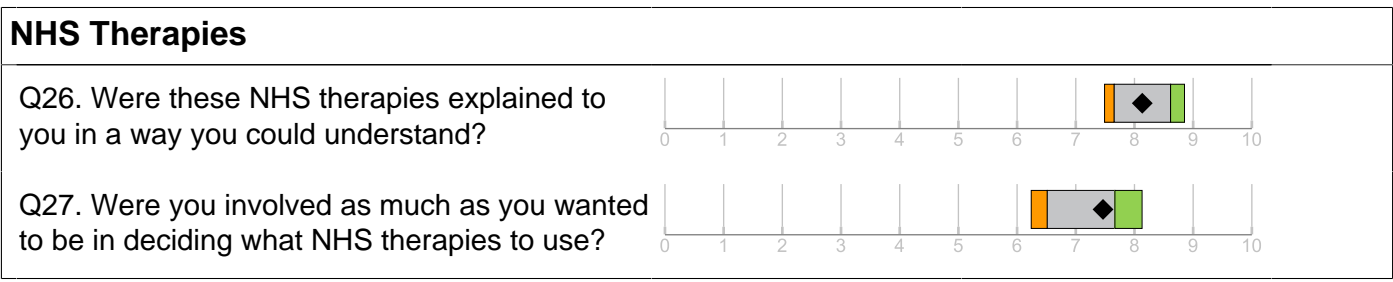 NHS Therapies
Q26. Were these NHS therapies explained to
you in a way you could understand?
0 1 2 3 4 5 6 7 8 9 10
Q27. Were you involved as much as you wanted
to be in deciding what NHS therapies to use?
0 1 2 3 4 5 6 7 8 9 10